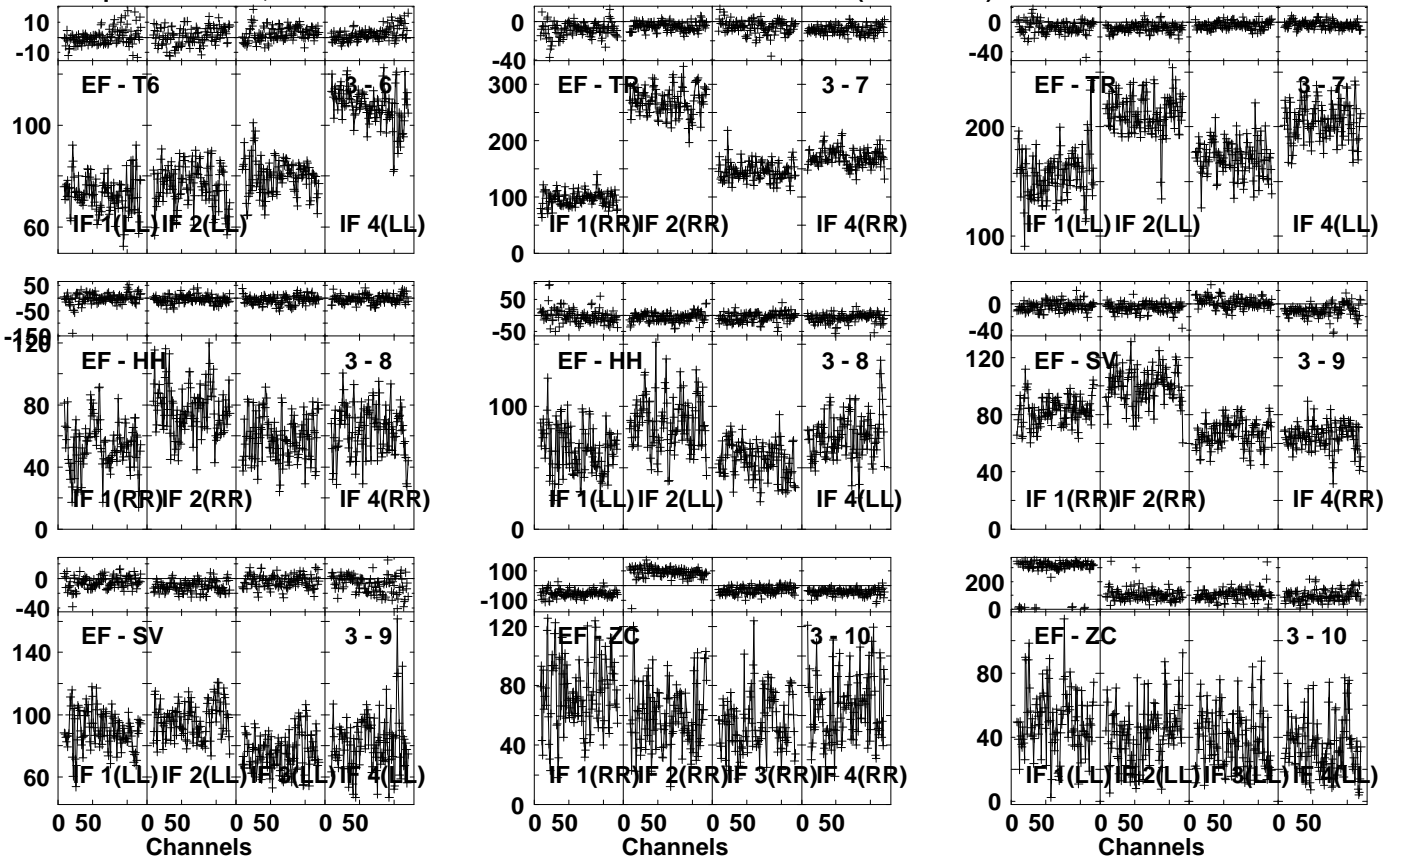 10
-10
EF - T6 3 - 6
100
60
IF 1(LL) IF 2(LL) IF 4(LL)
0
-40
EF - TR 3 - 7
300
200
100
0
IF 1(RR) IF 2(RR) IF 4(RR)
0
-40
EF - TR 3 - 7
200
100
IF 1(LL) IF 2(LL) IF 4(LL)
50
-50
-150
120
EF - HH 3 - 8
80
40
0
IF 1(RR) IF 2(RR) IF 4(RR)
50
-50
EF - HH 3 - 8
100
0
IF 1(LL) IF 2(LL) IF 4(LL)
0
-40
EF - SV 3 - 9
120
80
40
0
IF 1(RR) IF 2(RR) IF 4(RR)
0
-40
EF - SV 3 - 9
140
100
60
IF 1(LL) IF 2(LL) IF 3(LL) IF 4(LL)
0 50 0 50 0 50 0 50
Channels
100
-100
EF - ZC 3 - 10
120
80
40
0
IF 1(RR) IF 2(RR) IF 3(RR) IF 4(RR)
0 50 0 50 0 50 0 50
Channels
200
0
EF - ZC 3 - 10
80
40
0
IF 1(LL) IF 2(LL) IF 3(LL) IF 4(LL)
0 50 0 50 0 50 0 50
Channels